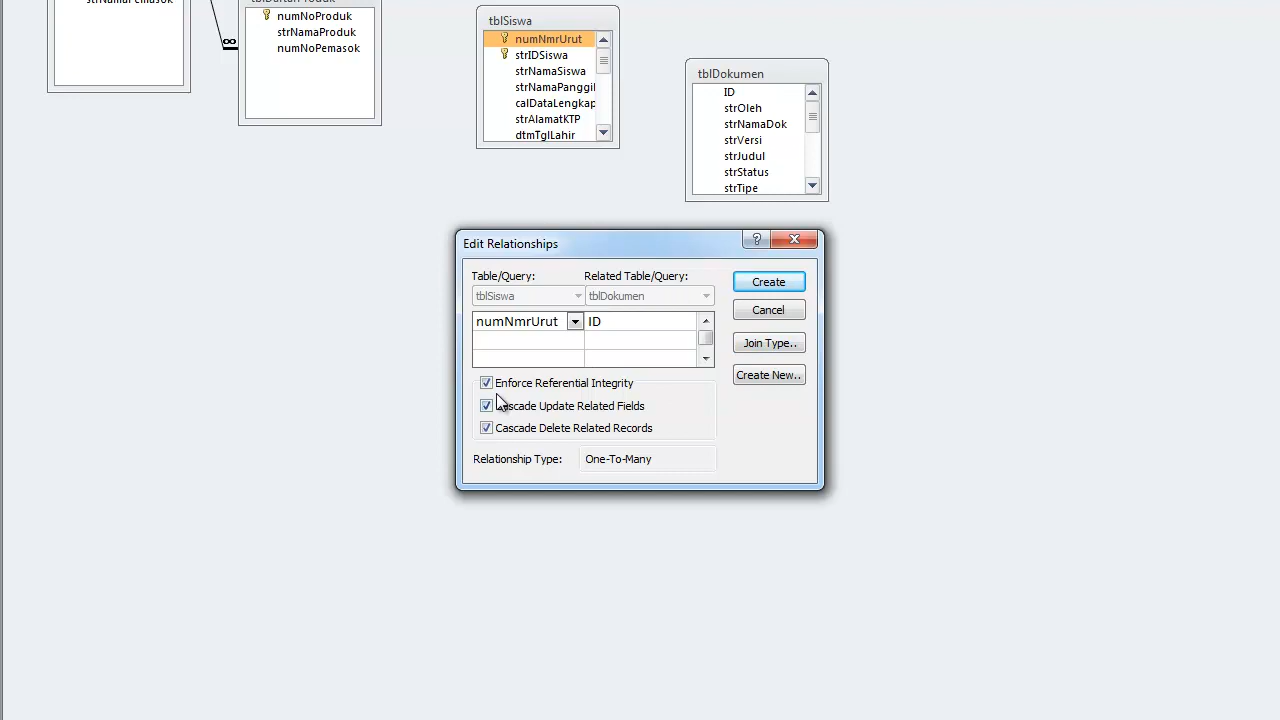 numNoProduk
strNamaProduk
numNoPemasok
tblSiswa
numNmrUrut
strIDSiswa
strNamaSiswa
strNamaPanggil
calDataLengkap
strAlamatKTP
dtmTglLahir
tblDokumen
ID
strOleh
strNamaDok
strVersi
strJudul
strStatus
strTipe
Edit Relationships
Table/Query: Related Table/Query:
tblSiswa tblDokumen
numNmrUrut ID
Create
Cancel
Join Type..
Create New..
Enforce Referential Integrity
Cascade Update Related Fields
Cascade Delete Related Records
Relationship Type: One-To-Many